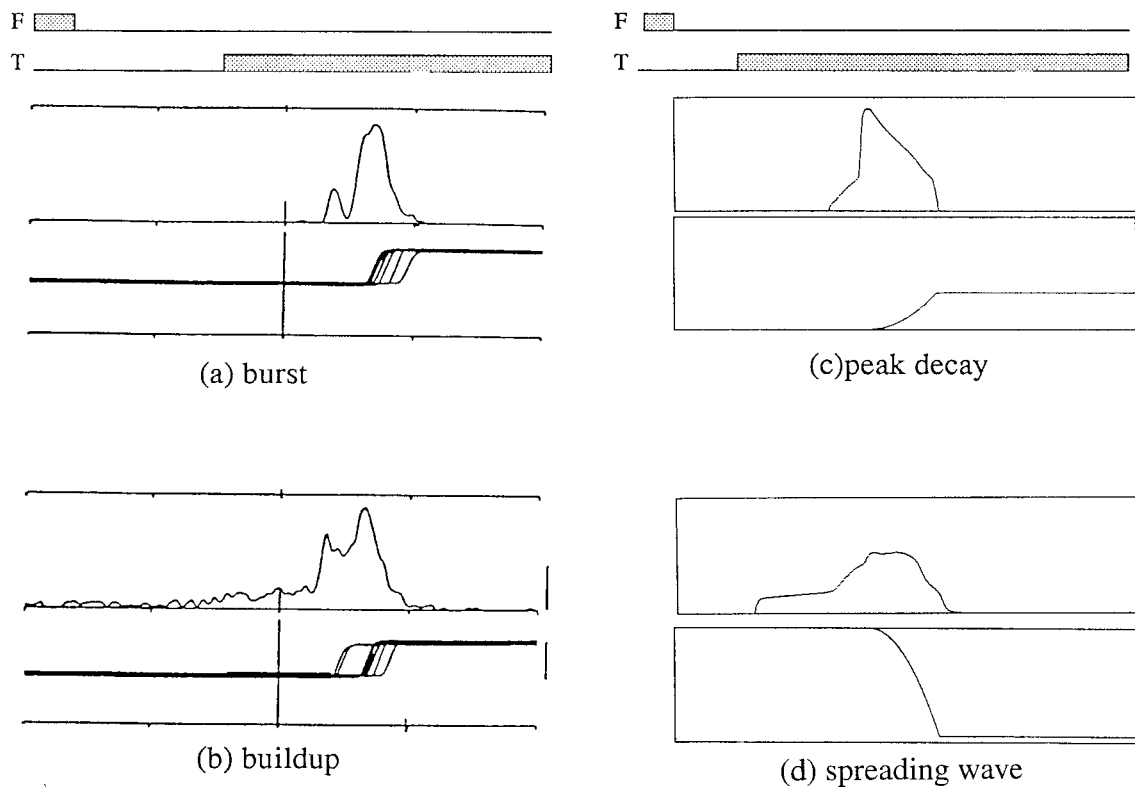 F
T
(a) burst
(b) buildup
F
T
(c)peak decay
(d) spreading wave